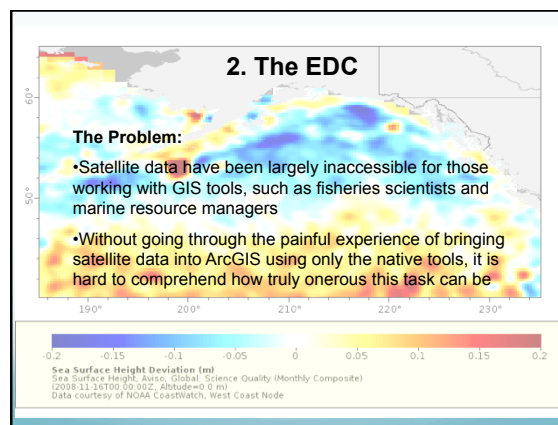 2. The EDC
60°
The Problem:
•Satellite data have been largely inaccessible for those
working with GIS tools, such as fisheries scientists and
marine resource managers
50°
•Without going through the painful experience of bringing
satellite data into ArcGIS using only the native tools, it is
hard to comprehend how truly onerous this task can be
190° 200° 210° 220° 230°
-0.2 -0.15 -0.1 -0.05 0 0.05 0.1 0.15 0.2
Sea Surface Height Deviation (m)
Sea Surface Height, Aviso, Global, Science Quality (Monthly Composite)
(2008-11-16T00:00:00Z, Altitude=0.0 m)
Data courtesy of NOAA CoastWatch, West Coast Node